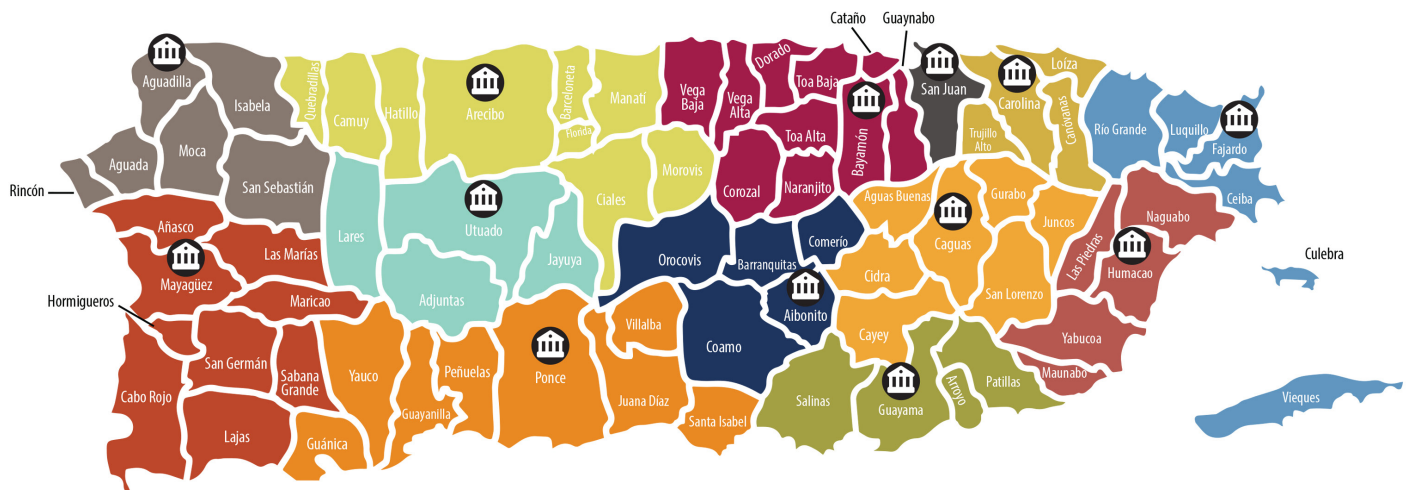 Cataño
Guaynabo
Aguadilla
Isabela
Quebradillas
Camuy
Hatillo
Arecibo
Barceloneta
Florida
Manatí
Vega
Baja
Vega
Alta
Dorado
Toa Baja
Toa Alta
Bayamón
San Juan
Carolina
Trujillo
Alto
Loíza
Canóvanas
Río Grande
Luquillo
Fajardo
Ceiba
Rincón
Aguada
Moca
San Sebastián
Lares
Utuado
Ciales
Morovis
Corozal
Naranjito
Aguas Buenas
Caguas
Gurabo
Juncos
Las Piedras
Naguabo
Humacao
Culebra
Añasco
Mayagüez
Las Marías
Hormigueros
Maricao
Adjuntas
Jayuya
Orocovis
Barranquitas
Comerío
Aibonito
Cidra
Cayey
San Lorenzo
Yabucoa
Maunabo
Vieques
Cabo Rojo
San Germán
Sabana
Grande
Lajas
Yauco
Guánica
Guayanilla
Peñuelas
Ponce
Villalba
Juana Díaz
Coamo
Santa Isabel
Salinas
Guayama
Arroyo
Patillas